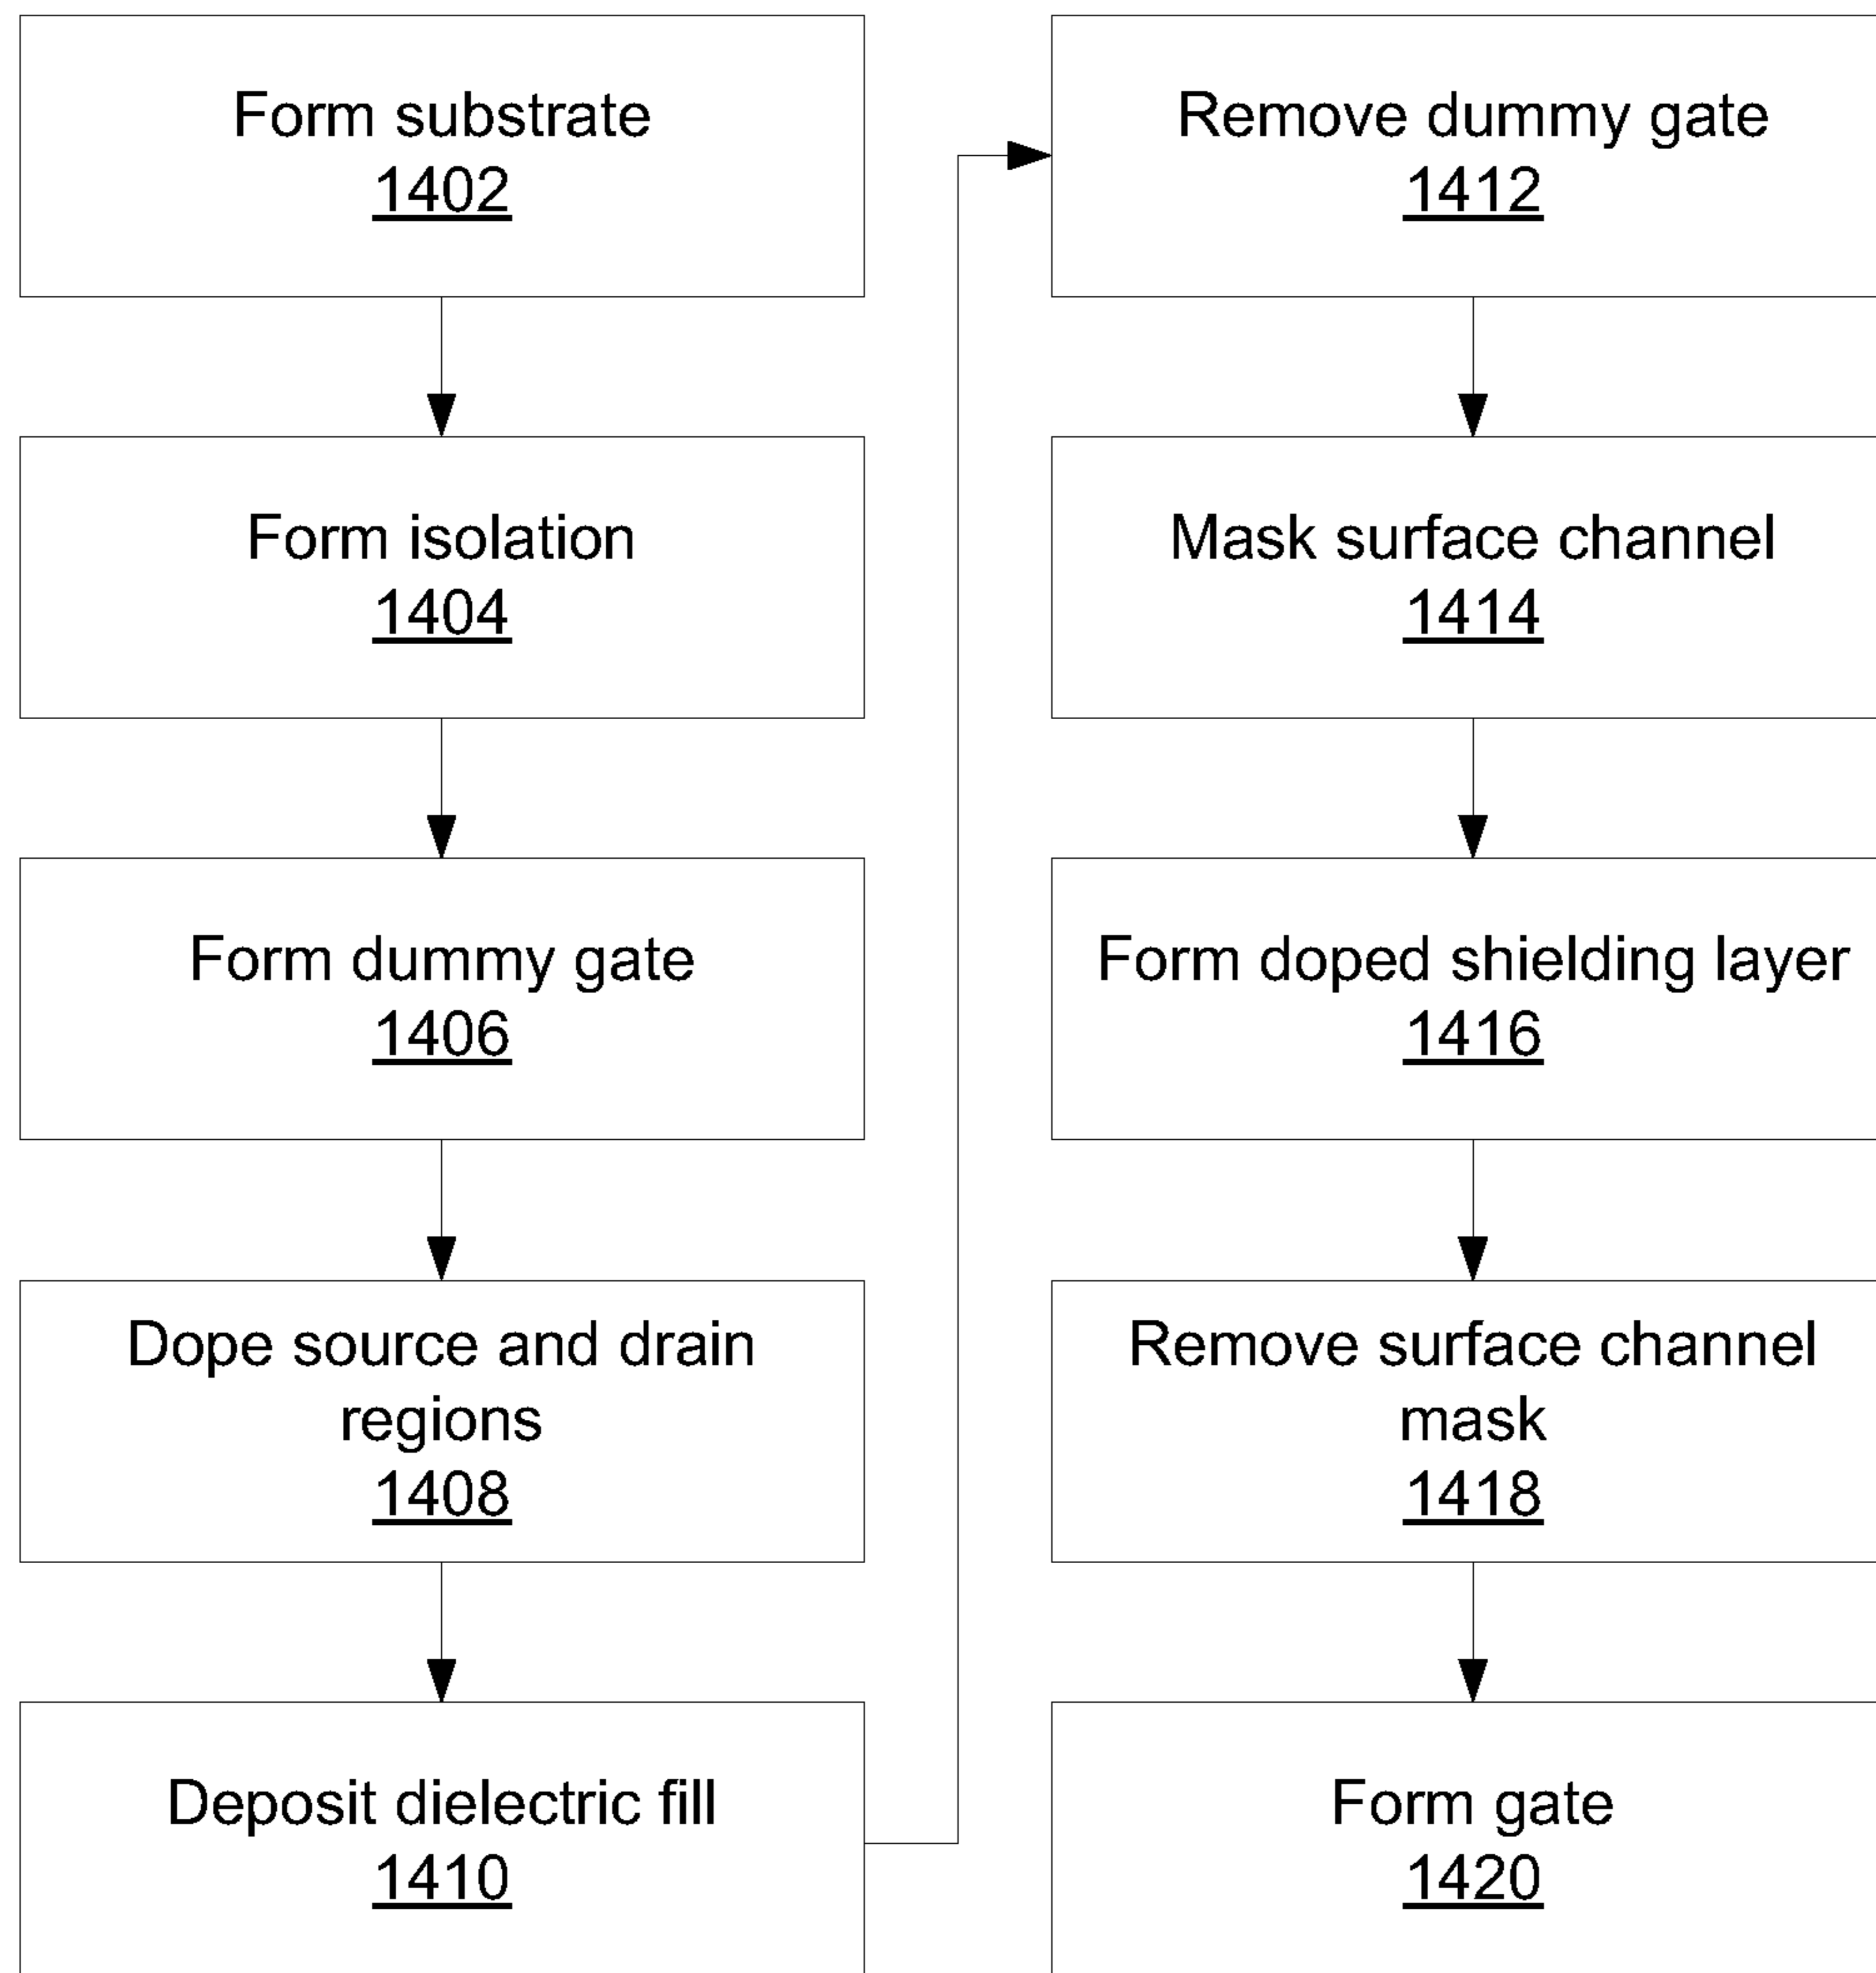 Form substrate
1402
Form isolation
1404
Form dummy gate
1406
Dope source and drain
regions
1408
Deposit dielectric fill
1410
Remove dummy gate
1412
Mask surface channel
1414
Form doped shielding layer
1416
Remove surface channel
mask
1418
Form gate
1420